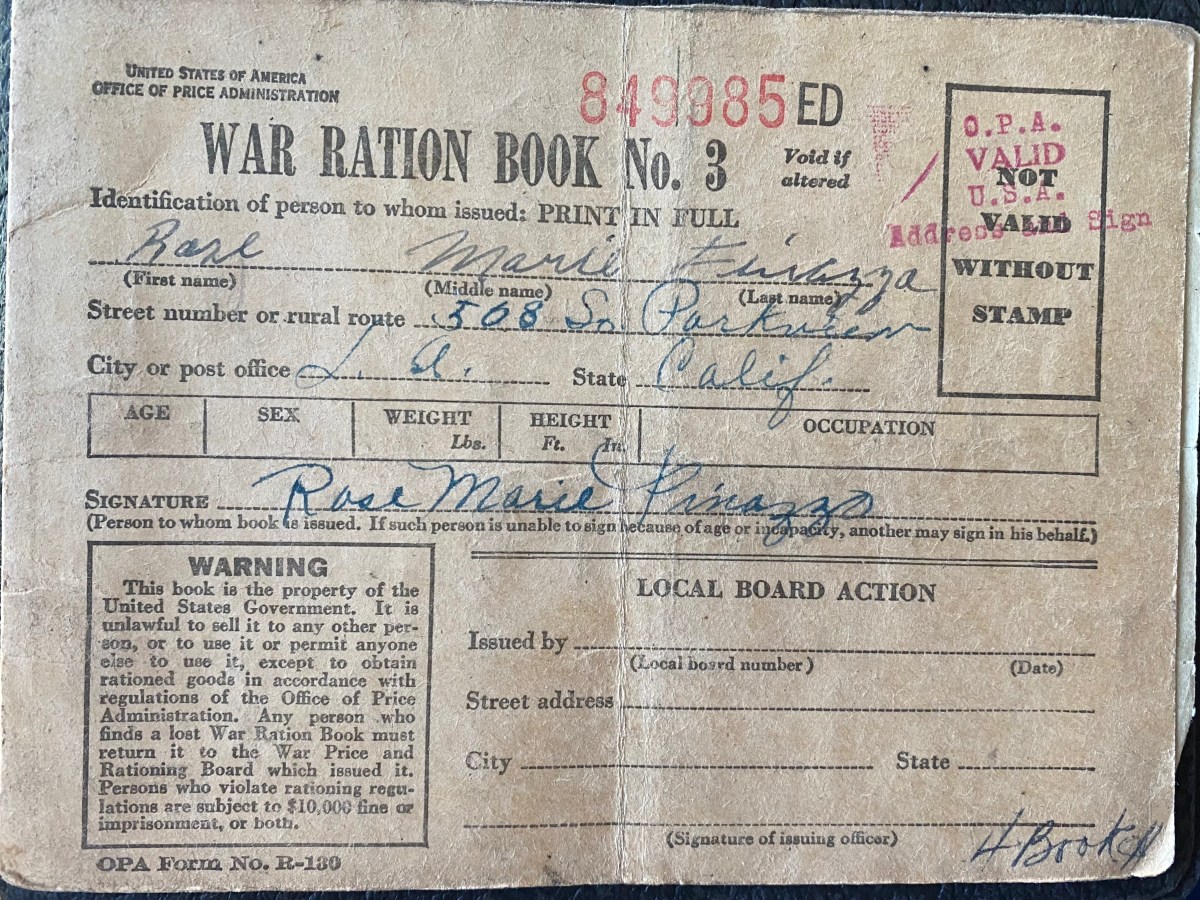 UNITED STATES OF AMERICA
OFFICE OF PRICE ADMINISTRATION
849985 ED
WAR RATION BOOK No. 3
Void if
altered
O.P.A.
VALID
U.S.A.
Address and Sign
NOT
VALID
WITHOUT
STAMP
Identification of person to whom issued: PRINT IN FULL
Rose Marie Finazzo
(First name) (Middle name) (Last name)
Street number or rural route 508 So Parkview
City or post office L. A. State Calif.
AGE SEX WEIGHT HEIGHT OCCUPATION
Lbs. Ft. In.
SIGNATURE Rose Marie Finazzo
(Person to whom book is issued. If such person is unable to sign because of age or incapacity, another may sign in his behalf.)
WARNING
This book is the property of the
United States Government. It is
unlawful to sell it to any other per-
son, or to use it or permit anyone
else to use it, except to obtain
rationed goods in accordance with
regulations of the Office of Price
Administration. Any person who
finds a lost War Ration Book must
return it to the War Price and
Rationing Board which issued it.
Persons who violate rationing regu-
lations are subject to $10,000 fine or
imprisonment, or both.
OPA Form No. R-130
LOCAL BOARD ACTION
Issued by
(Local board number) (Date)
Street address
City State
(Signature of issuing officer)
4 Book